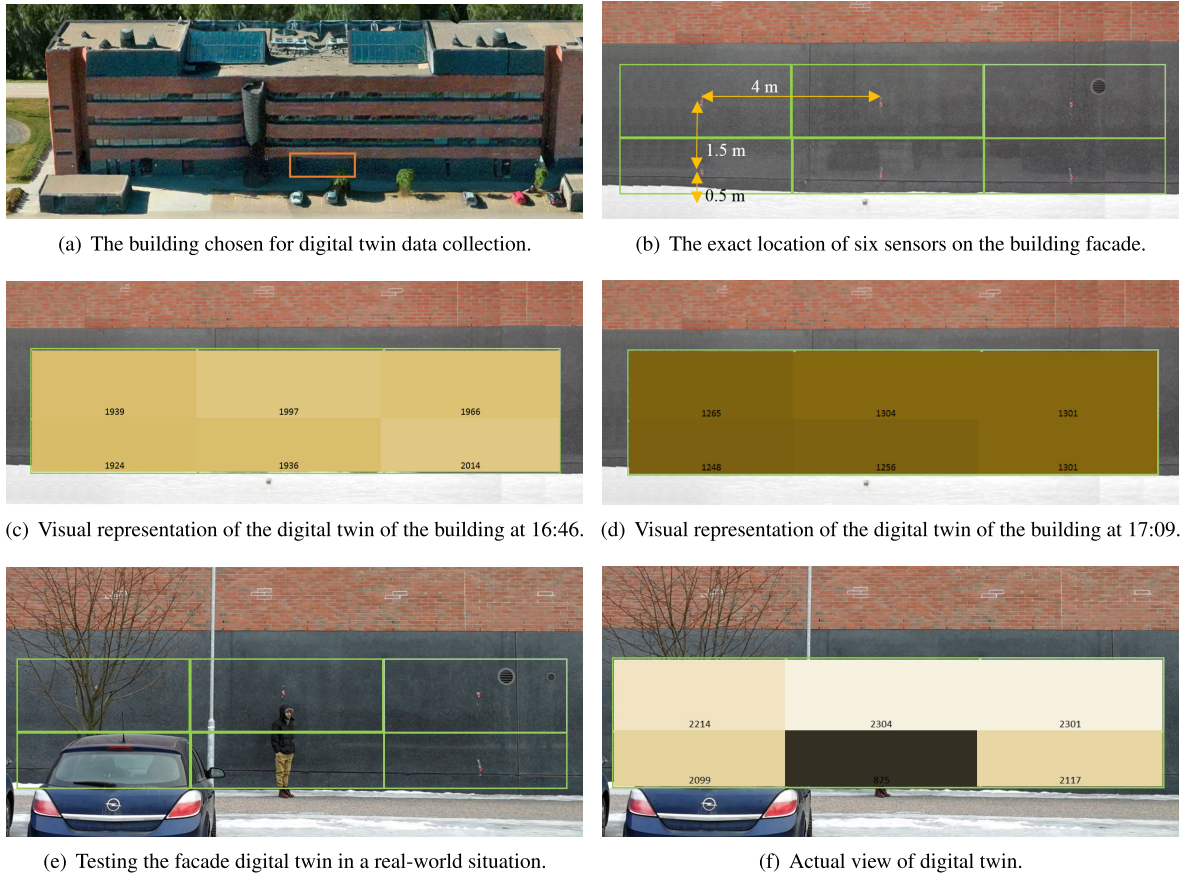 4 m
1.5 m
0.5 m
(a) The building chosen for digital twin data collection.
(b) The exact location of six sensors on the building facade.
1939 1997 1966
1924 1936 2014
1265 1304 1301
1248 1256 1301
(c) Visual representation of the digital twin of the building at 16:46.
(d) Visual representation of the digital twin of the building at 17:09.
2214 2304 2301
2099 875 2117
(e) Testing the facade digital twin in a real-world situation.
(f) Actual view of digital twin.